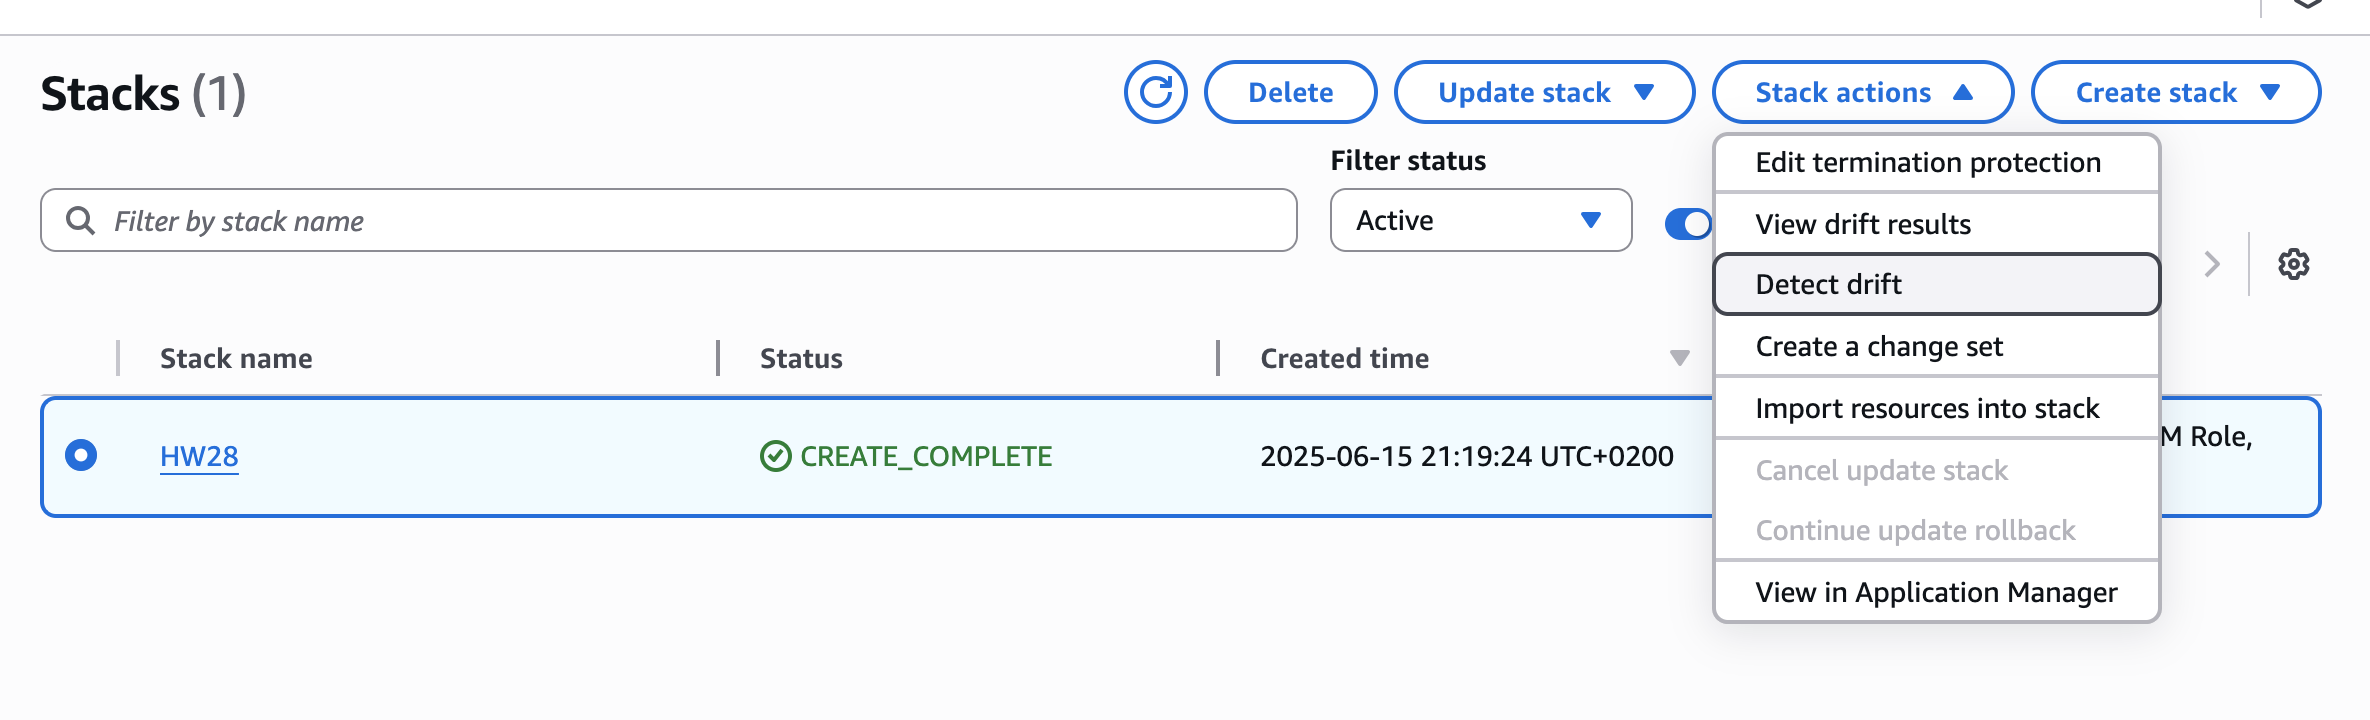 Stacks (1)
Delete
Update stack
Stack actions
Create stack
Filter by stack name
Filter status
Active
Edit termination protection
View drift results
Detect drift
Create a change set
Import resources into stack
Cancel update stack
Continue update rollback
View in Application Manager
Stack name
Status
Created time
HW28
CREATE_COMPLETE
2025-06-15 21:19:24 UTC+0200
M Role,